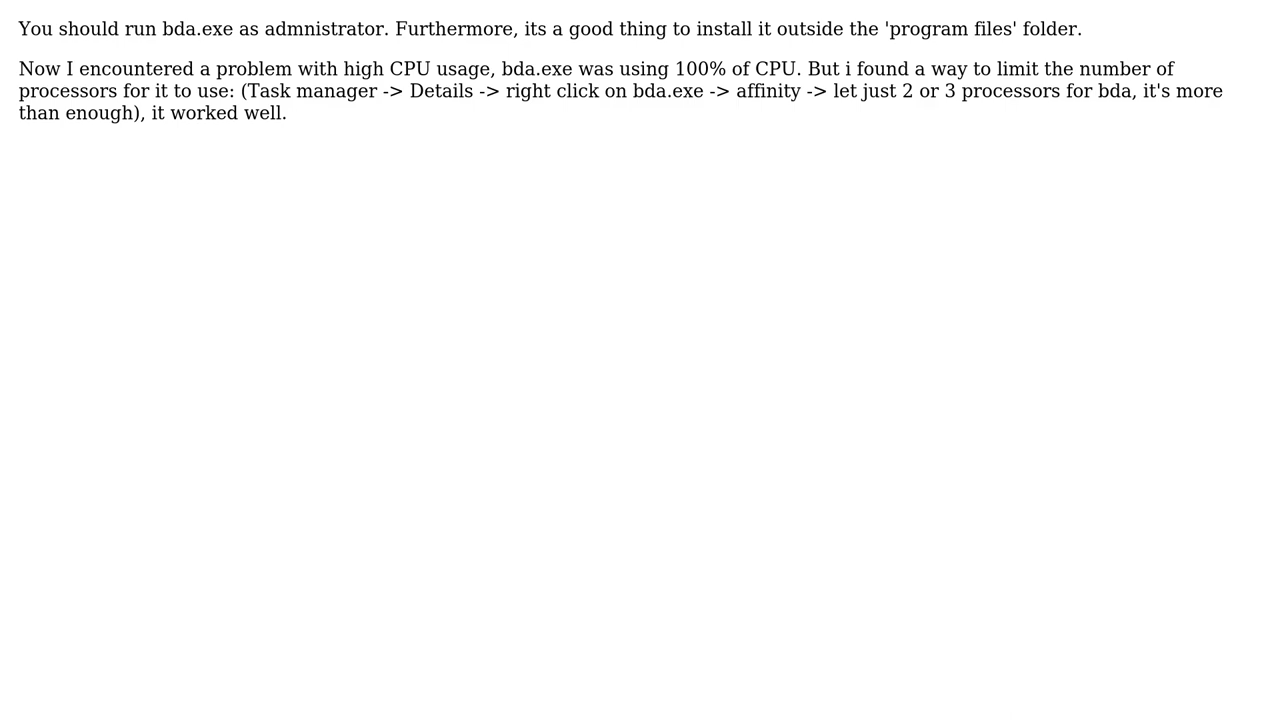 You should run bda.exe as admnistrator. Furthermore, its a good thing to install it outside the 'program files' folder.
Now I encountered a problem with high CPU usage, bda.exe was using 100% of CPU. But i found a way to limit the number of
processors for it to use: (Task manager -> Details -> right click on bda.exe -> affinity -> let just 2 or 3 processors for bda, it's more
than enough), it worked well.